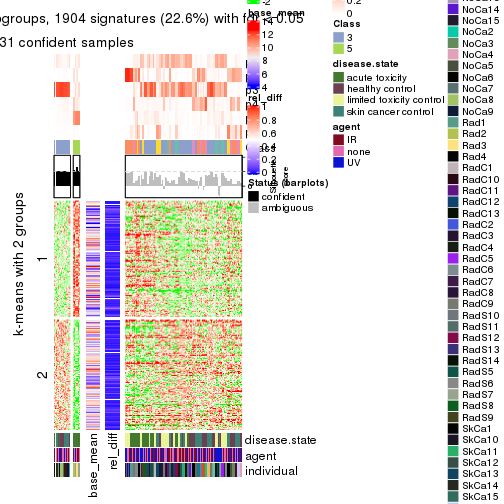 groups, 1904 signatures (22.6%) with
31 confident samples
k-means with 2 groups
1
2
base_mean
rel_diff
disease.state
agent
individual
base_mean
14
12
10
8
6
4
rel_diff
1
0.8
0.6
0.4
0.2
0
Status (barplots)
confident
ambiguous
0.2
0
Class
3
5
disease.state
acute toxicity
healthy control
limited toxicity control
skin cancer control
agent
IR
none
UV
NoCa14
NoCa15
NoCa2
NoCa3
NoCa4
NoCa5
NoCa6
NoCa7
NoCa8
NoCa9
Rad1
Rad2
Rad3
Rad4
RadC1
RadC10
RadC11
RadC12
RadC13
RadC2
RadC3
RadC4
RadC5
RadC6
RadC7
RadC8
RadC9
RadS10
RadS11
RadS12
RadS13
RadS14
RadS5
RadS6
RadS7
RadS8
RadS9
SkCa1
SkCa10
SkCa11
SkCa12
SkCa13
SkCa14
SkCa15